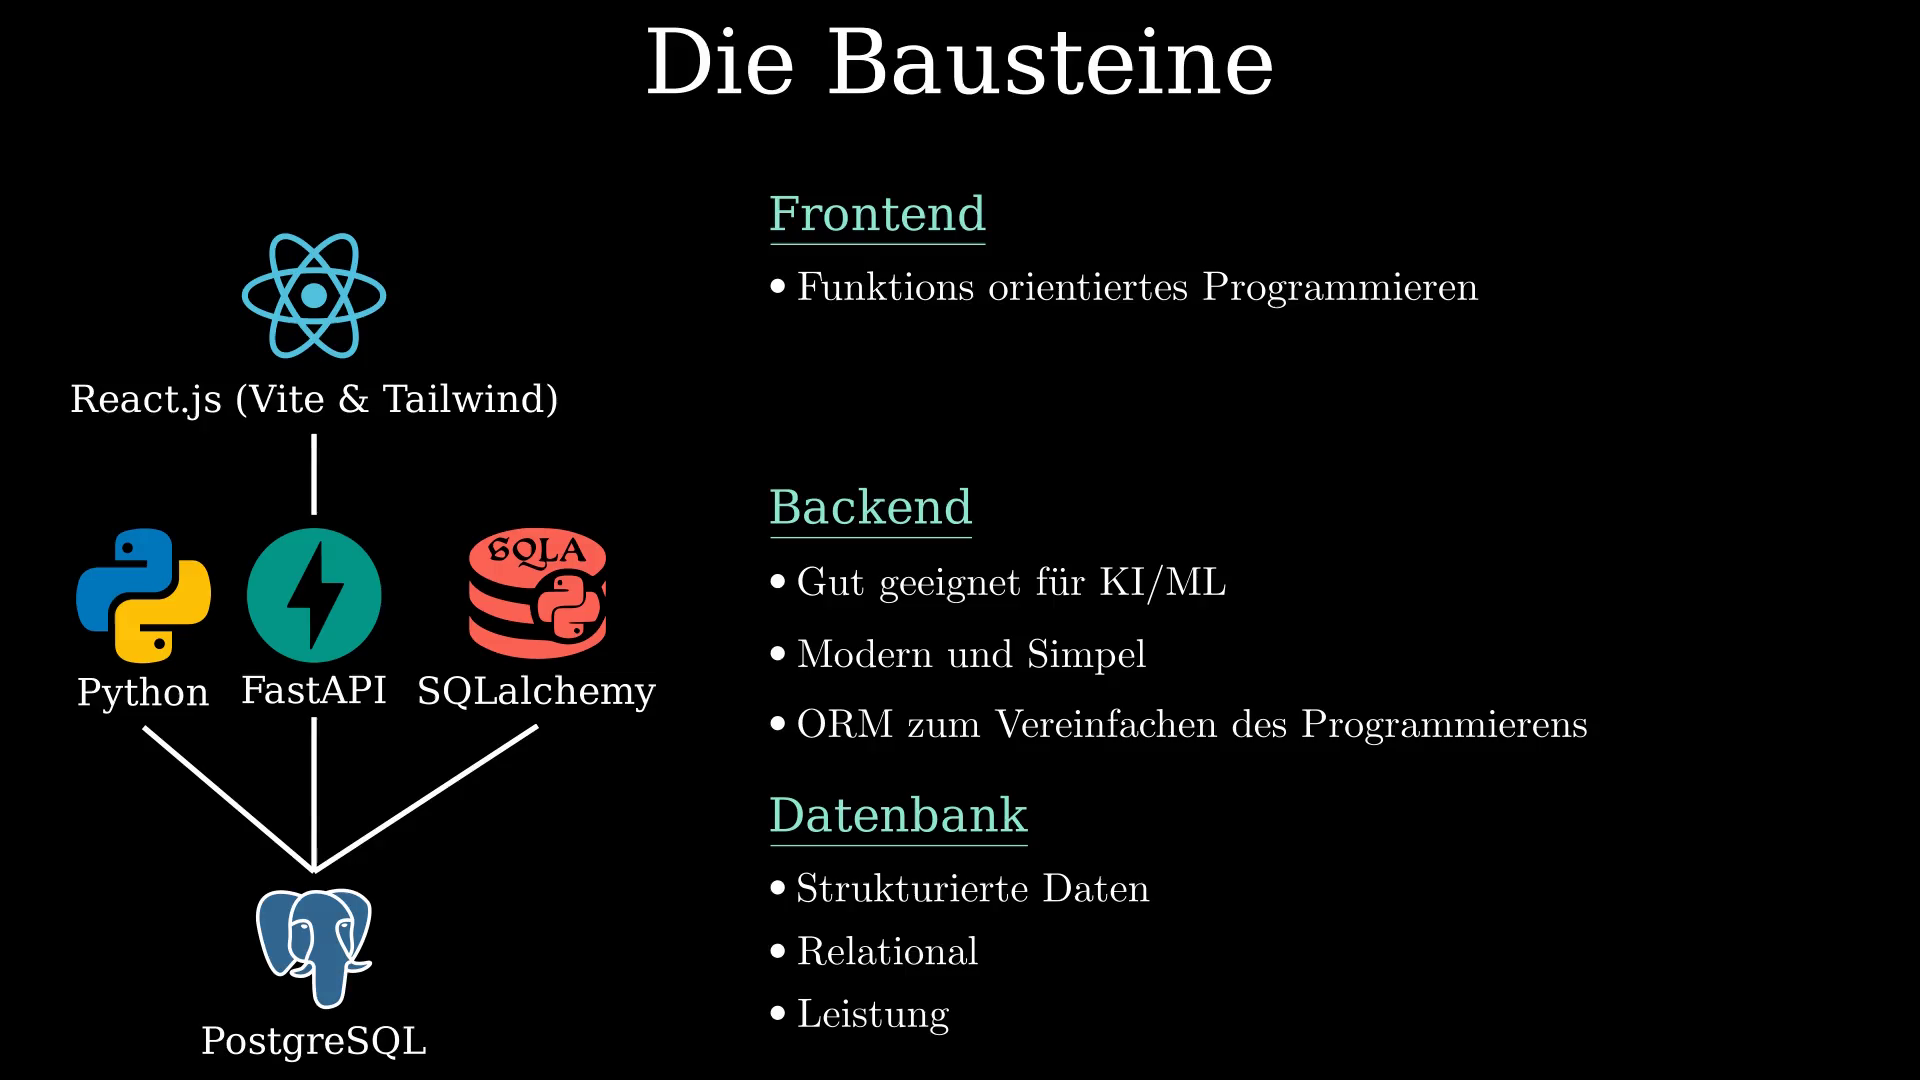 Die Bausteine
React.js (Vite & Tailwind)
SQLA
Python
FastAPI
SQLalchemy
PostgreSQL
Frontend
• Funktions orientiertes Programmieren
Backend
• Gut geeignet für KI/ML
• Modern und Simpel
• ORM zum Vereinfachen des Programmierens
Datenbank
• Strukturierte Daten
• Relational
• Leistung